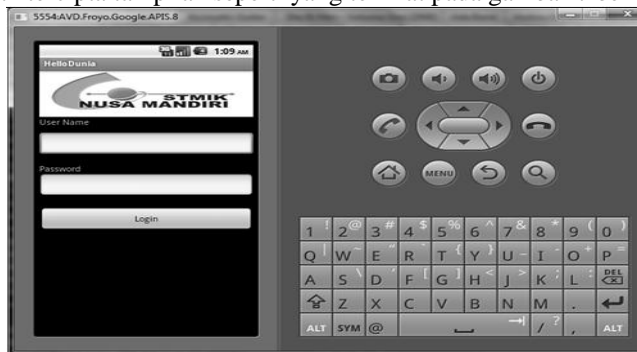 5554:AVD.Froyo.Google.APIS.8
1:09 AM
HelloDunia
STMIK
NUSA MANDIRI
User Name
Password
Login
MENU
1 ! 2 @ 3 # 4 $ 5 % 6 ^ 7 & 8 * 9 ( 0 )
Q | W ~ E " R ` T { Y } U - I - O + P =
A S \ D ' F [ G ] H < J > K ; L : DEL
Z X C V B N M .
ALT SYM @ / ? , ALT